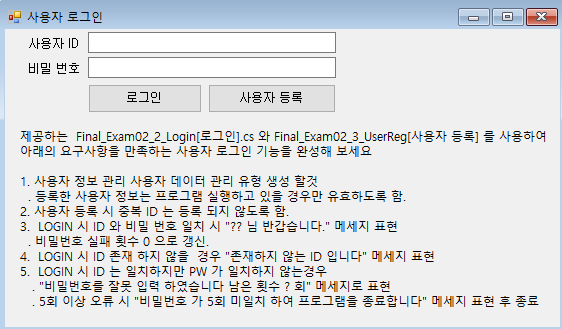 사용자 로그인
사용자 ID
비밀 번호
로그인 사용자 등록
제공하는 Final_Exam02_2_Login[로그인].cs 와 Final_Exam02_3_UserReg[사용자 등록] 를 사용하여
아래의 요구사항을 만족하는 사용자 로그인 기능을 완성해 보세요
1. 사용자 정보 관리 사용자 데이터 관리 유형 생성 할것
. 등록한 사용자 정보는 프로그램 실행하고 있을 경우만 유효하도록 함.
2. 사용자 등록 시 중복 ID 는 등록 되지 않도록 함.
3. LOGIN 시 ID 와 비밀 번호 일치 시 "?? 님 반갑습니다." 메세지 표현
. 비밀번호 실패 횟수 0 으로 갱신.
4. LOGIN 시 ID 존재 하지 않을 경우 "존재하지 않는 ID 입니다" 메세지 표현
5. LOGIN 시 ID 는 일치하지만 PW 가 일치하지 않는경우
. "비밀번호를 잘못 입력 하였습니다 남은 횟수 ? 회" 메세지로 표현
. 5회 이상 오류 시 "비밀번호 가 5회 미일치 하여 프로그램을 종료합니다" 메세지 표현 후 종료